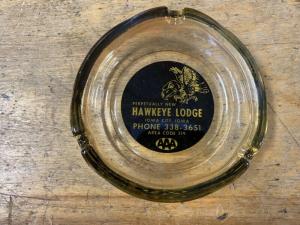 PERPETUALLY NEW
HAWKEYE LODGE
IOWA CITY, IOWA
PHONE 338-3651
AREA CODE 319
AAA